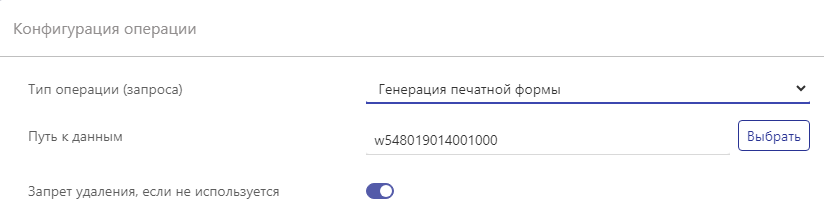 Конфигурация операции
Тип операции (запроса) Генерация печатной формы
Путь к данным w548019014001000 Выбрать
Запрет удаления, если не используется